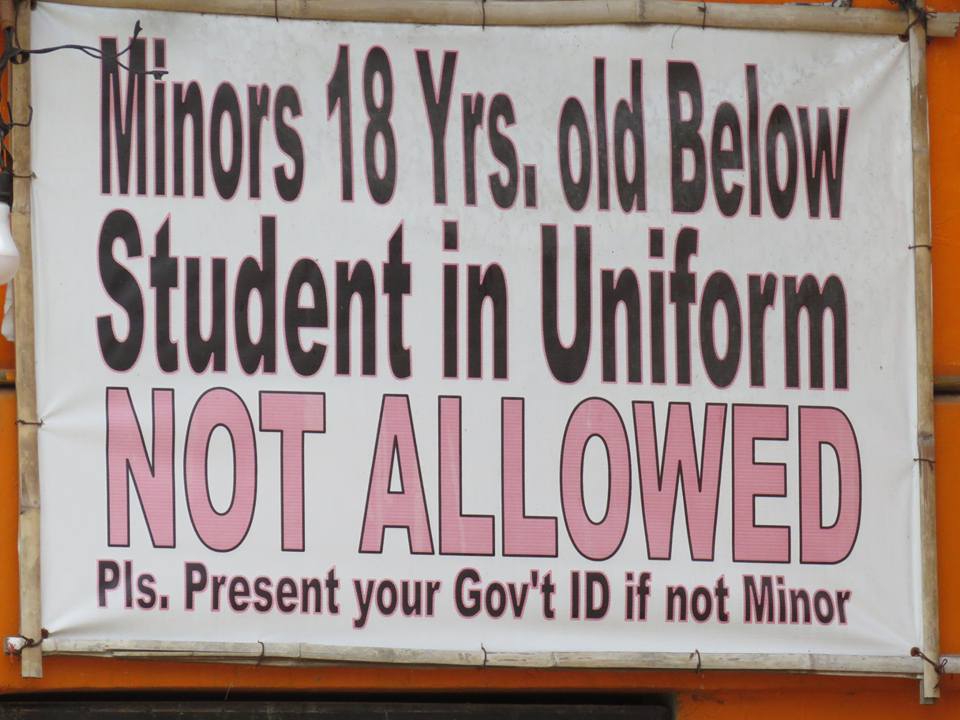 Minors 18 Yrs. old Below
Student in Uniform
NOT ALLOWED
Pls. Present your Gov't ID if not Minor